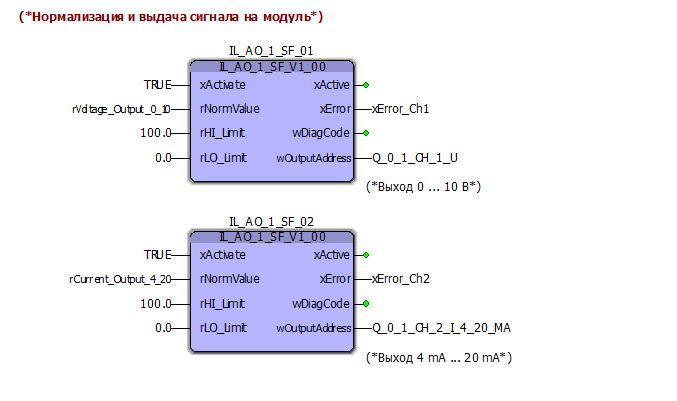 (*Нормализация и выдача сигнала на модуль*)
IL_AO_1_SF_01
IL_AO_1_SF_V1_00
TRUE xActivate xActive
rVoltage_Output_0_10 rNormValue xError xError_Ch1
100.0 rHI_Limit wDiagCode
0.0 rLO_Limit wOutputAddress Q_0_1_CH_1_U
(*Выход 0 ... 10 В*)
IL_AO_1_SF_02
IL_AO_1_SF_V1_00
TRUE xActivate xActive
rCurrent_Output_4_20 rNormValue xError xError_Ch2
100.0 rHI_Limit wDiagCode
0.0 rLO_Limit wOutputAddress Q_0_1_CH_2_I_4_20_MA
(*Выход 4 mA ... 20 mA*)